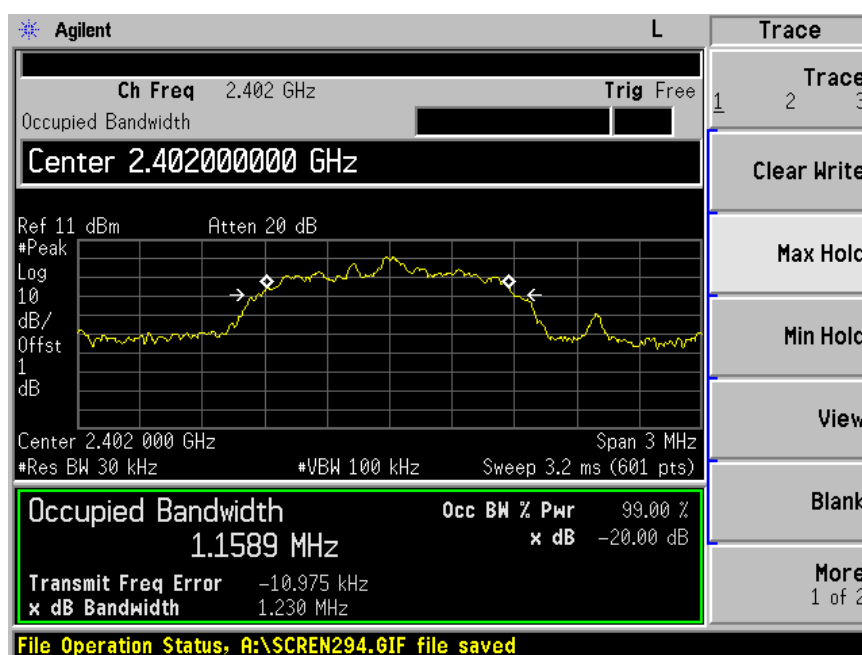 Agilent L Trace
Ch Freq 2.402 GHz Trig Free
Occupied Bandwidth
Center 2.402000000 GHz
Ref 11 dBm Atten 20 dB
#Peak
Log
10
dB/
Offst
1
dB
Center 2.402 000 GHz Span 3 MHz
#Res BW 30 kHz #VBW 100 kHz Sweep 3.2 ms (601 pts)
Occupied Bandwidth
1.1589 MHz
Occ BW % Pwr 99.00 %
x dB -20.00 dB
Transmit Freq Error -10.975 kHz
x dB Bandwidth 1.230 MHz
File Operation Status, A:\SCREN294.GIF file saved
Trace
1 2 3
Clear Write
Max Hold
Min Hold
View
Blank
More
1 of 2